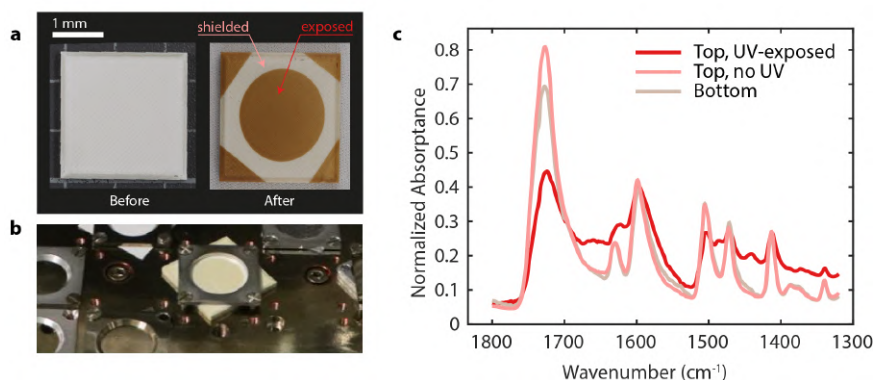 a
1 mm
shielded
exposed
Before
After
b
c
Normalized Absorptance
0.8
0.7
0.6
0.5
0.4
0.3
0.2
0.1
0
Top, UV-exposed
Top, no UV
Bottom
1800 1700 1600 1500 1400 1300
Wavenumber (cm⁻¹)